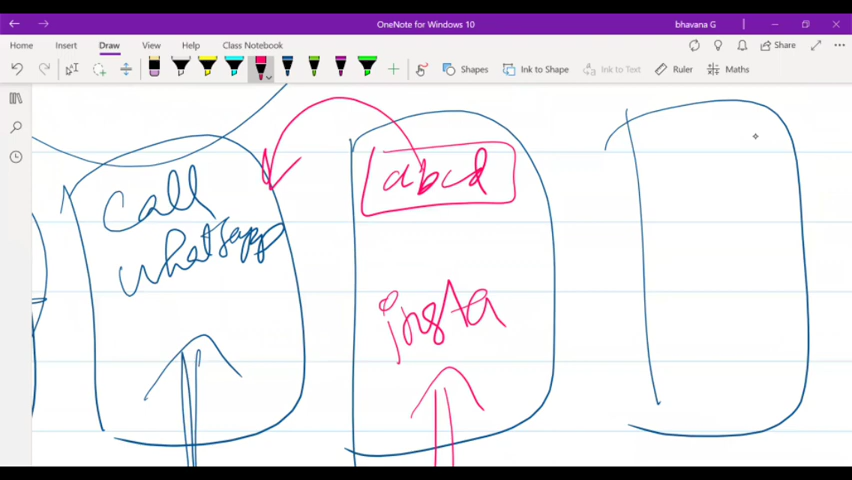 OneNote for Windows 10
bhavana G
Home Insert Draw View Help Class Notebook
Share
Shapes Ink to Shape Ink to Text Ruler Maths
call
whatsapp
abcd
insta